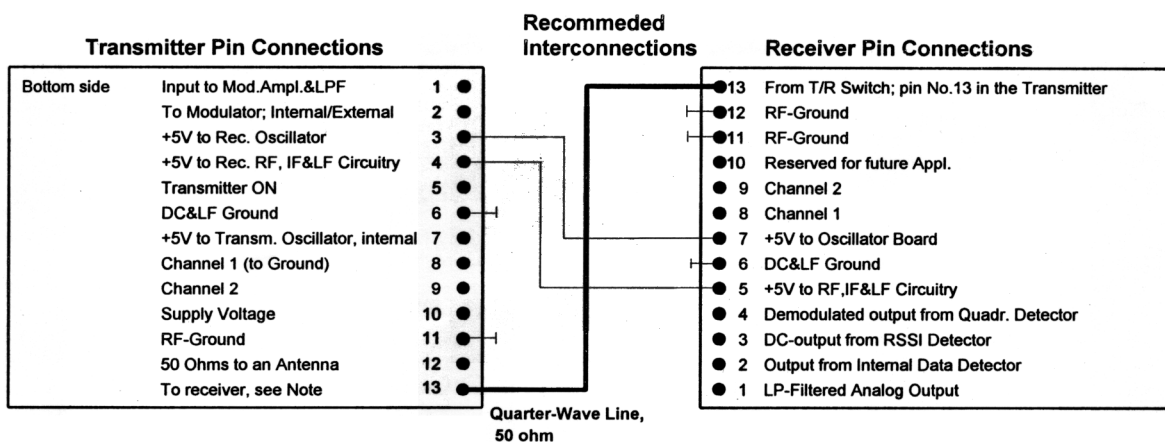 Recommeded
Interconnections
Transmitter Pin Connections
Bottom side
Input to Mod.Ampl.&LPF 1
To Modulator; Internal/External 2
+5V to Rec. Oscillator 3
+5V to Rec. RF, IF&LF Circuitry 4
Transmitter ON 5
DC&LF Ground 6
+5V to Transm. Oscillator, internal 7
Channel 1 (to Ground) 8
Channel 2 9
Supply Voltage 10
RF-Ground 11
50 Ohms to an Antenna 12
To receiver, see Note 13
Quarter-Wave Line,
50 ohm
Receiver Pin Connections
13 From T/R Switch; pin No.13 in the Transmitter
12 RF-Ground
11 RF-Ground
10 Reserved for future Appl.
9 Channel 2
8 Channel 1
7 +5V to Oscillator Board
6 DC&LF Ground
5 +5V to RF,IF&LF Circuitry
4 Demodulated output from Quadr. Detector
3 DC-output from RSSI Detector
2 Output from Internal Data Detector
1 LP-Filtered Analog Output